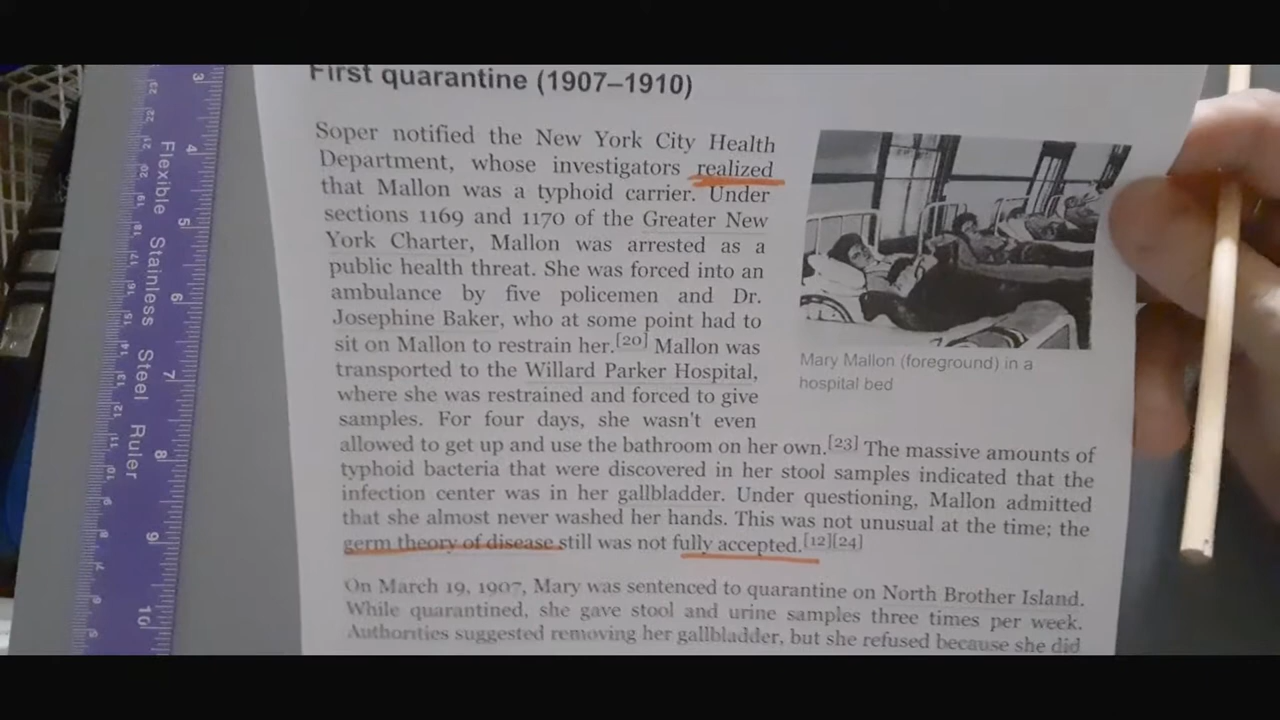 First quarantine (1907–1910)
Soper notified the New York City Health
Department, whose investigators realized
that Mallon was a typhoid carrier. Under
sections 1169 and 1170 of the Greater New
York Charter, Mallon was arrested as a
public health threat. She was forced into an
ambulance by five policemen and Dr.
Josephine Baker, who at some point had to
sit on Mallon to restrain her.[20] Mallon was
transported to the Willard Parker Hospital,
where she was restrained and forced to give
samples. For four days, she wasn't even
allowed to get up and use the bathroom on her own.[23] The massive amounts of
typhoid bacteria that were discovered in her stool samples indicated that the
infection center was in her gallbladder. Under questioning, Mallon admitted
that she almost never washed her hands. This was not unusual at the time; the
germ theory of disease still was not fully accepted.[12][24]
On March 19, 1907, Mary was sentenced to quarantine on North Brother Island.
While quarantined, she gave stool and urine samples three times per week.
Authorities suggested removing her gallbladder, but she refused because she did
Mary Mallon (foreground) in a
hospital bed
Flexible Stainless Steel Ruler
3
4
5
6
7
8
9
10